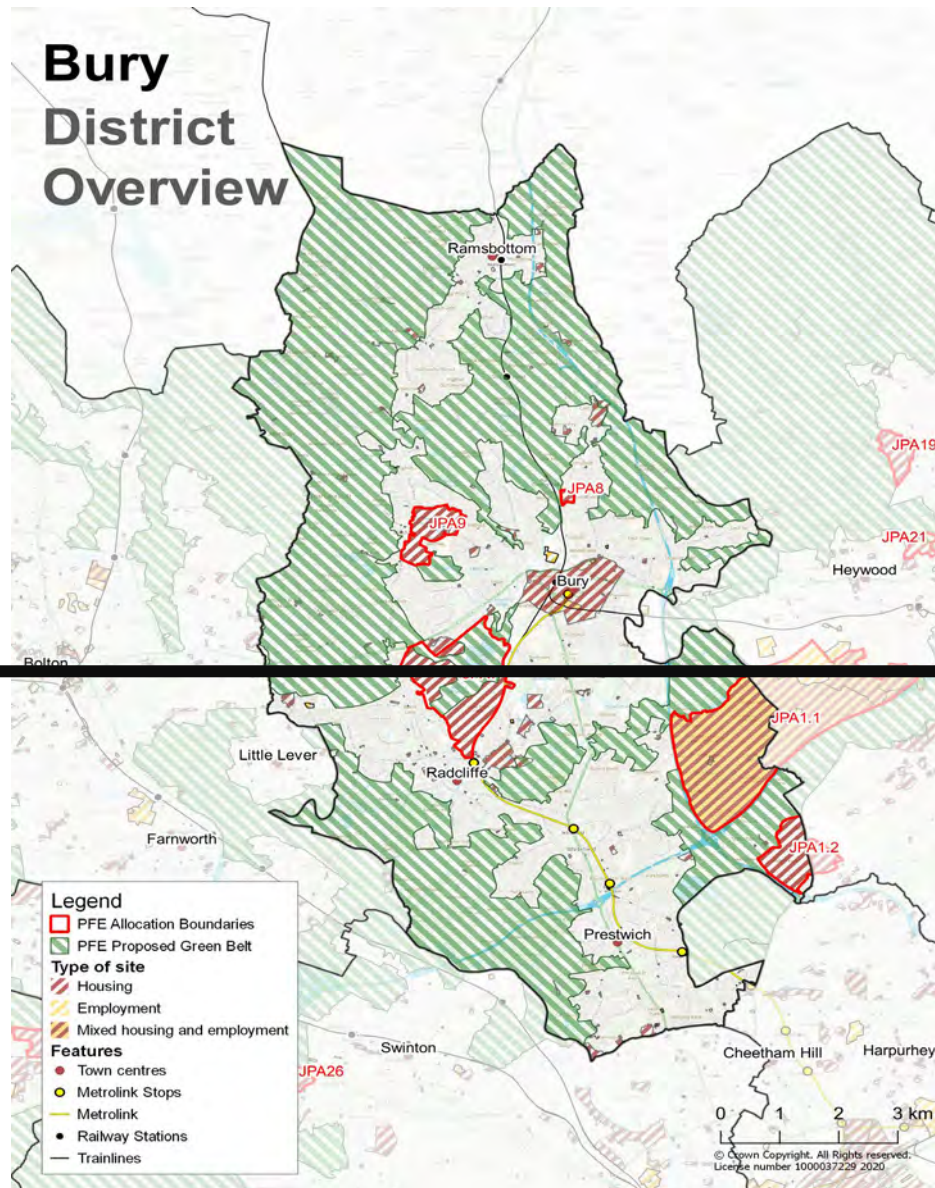 Bury
District
Overview
Ramsbottom
JPA19
JPA8
JPA9
JPA21
Heywood
Bury
Bolton
JPA1.1
Little Lever
Radcliffe
Farnworth
JPA1.2
Prestwich
Swinton
Cheetham Hill
Harpurhey
JPA26
Legend
PFE Allocation Boundaries
PFE Proposed Green Belt
Type of site
Housing
Employment
Mixed housing and employment
Features
Town centres
Metrolink Stops
Metrolink
Railway Stations
Trainlines
0 1 2 3 km
© Crown Copyright. All Rights reserved.
License number 1000037229 2020